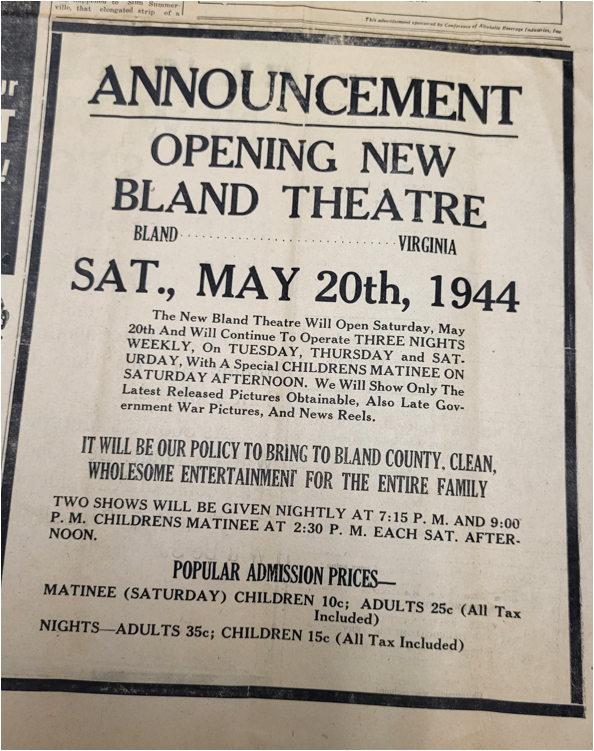 ville, that elongated strip of a
This advertisement sponsored by Conference of Alcoholic Beverage Industries, Inc.
ANNOUNCEMENT
OPENING NEW
BLAND THEATRE
BLAND ........................................ VIRGINIA
SAT., MAY 20th, 1944
The New Bland Theatre Will Open Saturday, May
20th And Will Continue To Operate THREE NIGHTS
WEEKLY, On TUESDAY, THURSDAY and SAT-
URDAY, With A Special CHILDRENS MATINEE ON
SATURDAY AFTERNOON. We Will Show Only The
Latest Released Pictures Obtainable, Also Late Gov-
ernment War Pictures, And News Reels.
IT WILL BE OUR POLICY TO BRING TO BLAND COUNTY, CLEAN,
WHOLESOME ENTERTAINMENT FOR THE ENTIRE FAMILY
TWO SHOWS WILL BE GIVEN NIGHTLY AT 7:15 P. M. AND 9:00
P. M. CHILDRENS MATINEE AT 2:30 P. M. EACH SAT. AFTER-
NOON.
POPULAR ADMISSION PRICES—
MATINEE (SATURDAY) CHILDREN 10c; ADULTS 25c (All Tax
Included)
NIGHTS—ADULTS 35c; CHILDREN 15c (All Tax Included)